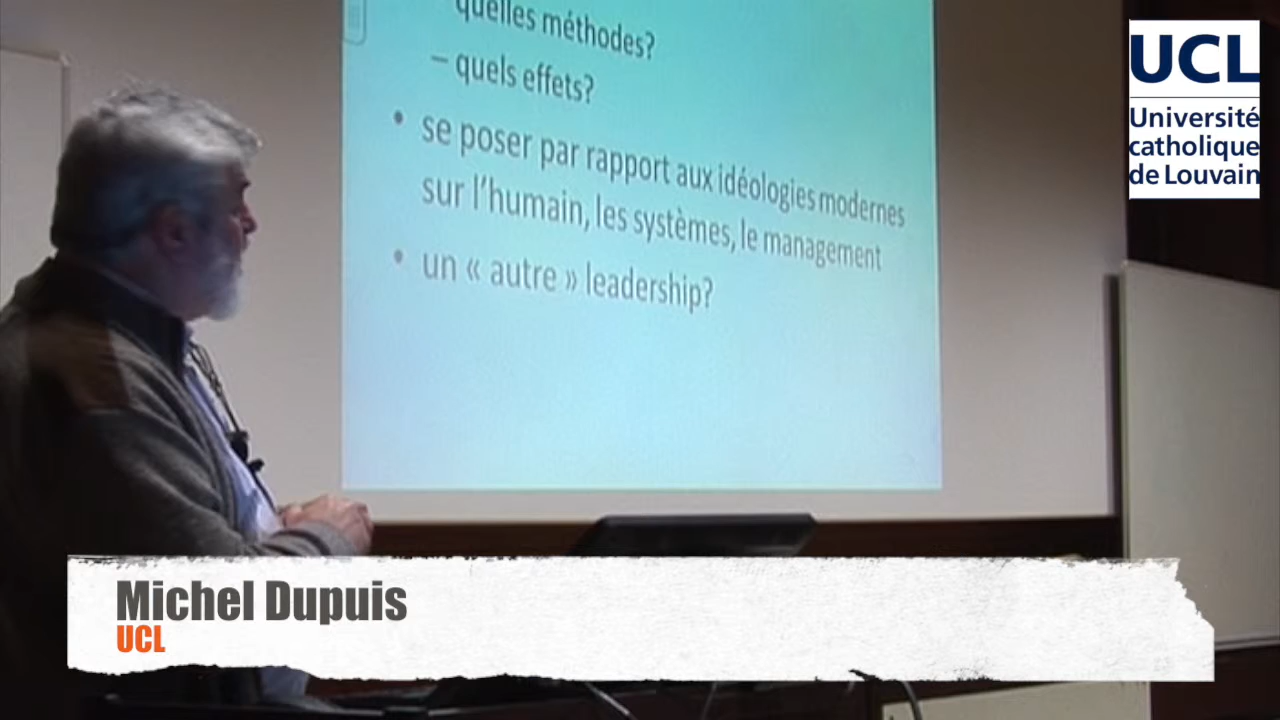 quelles méthodes?
– quels effets?
• se poser par rapport aux idéologies modernes
sur l'humain, les systèmes, le management
• un « autre » leadership?
UCL
Université
catholique
de Louvain
Michel Dupuis
UCL